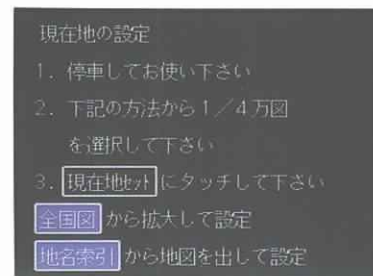 現在地の設定
1. 停車してお使い下さい
2. 下記の方法から1/4万図
を選択して下さい
3. 現在地セットにタッチして下さい
全国図 から拡大して設定
地名索引 から地図を出して設定